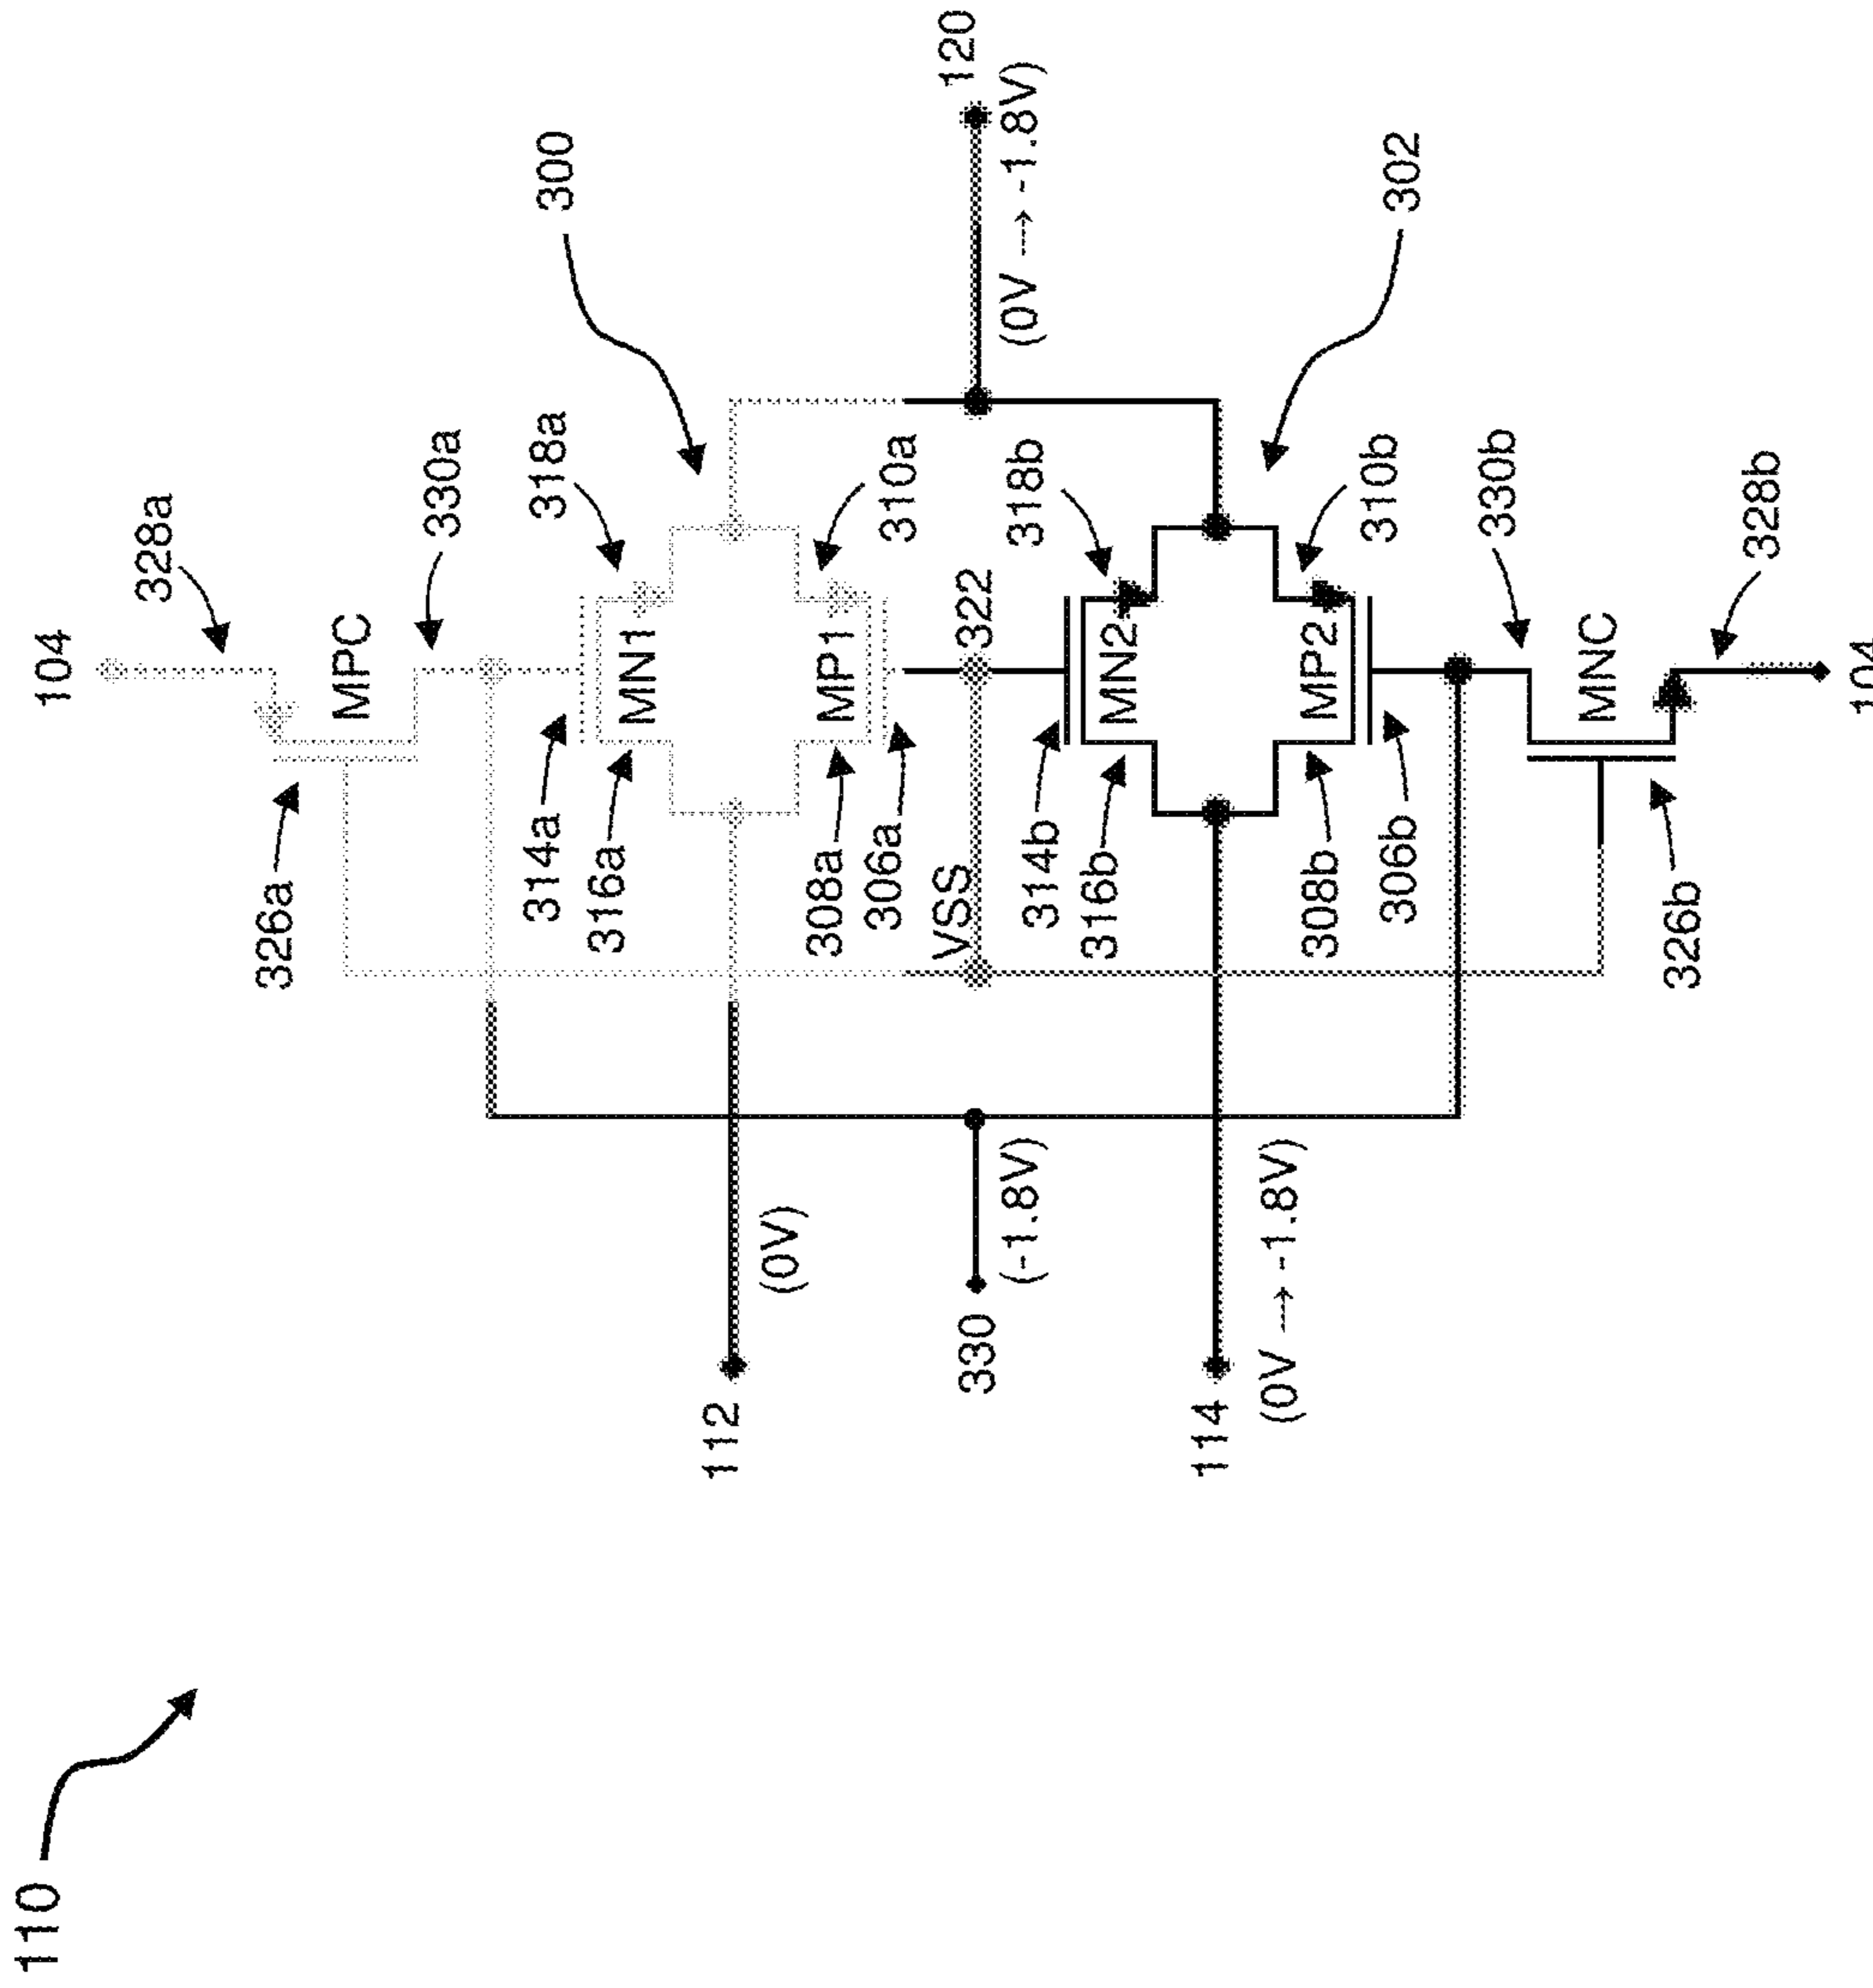 110
104
328a
326a
MPC
330a
300
314a
MN1
318a
316a
112
(0V)
308a
MP1
310a
306a
VSS
322
120
(0V → -1.8V)
330
(-1.8V)
314b
MN2
318b
316b
114
(0V → -1.8V)
308b
MP2
310b
302
306b
330b
MNC
326b
328b
104